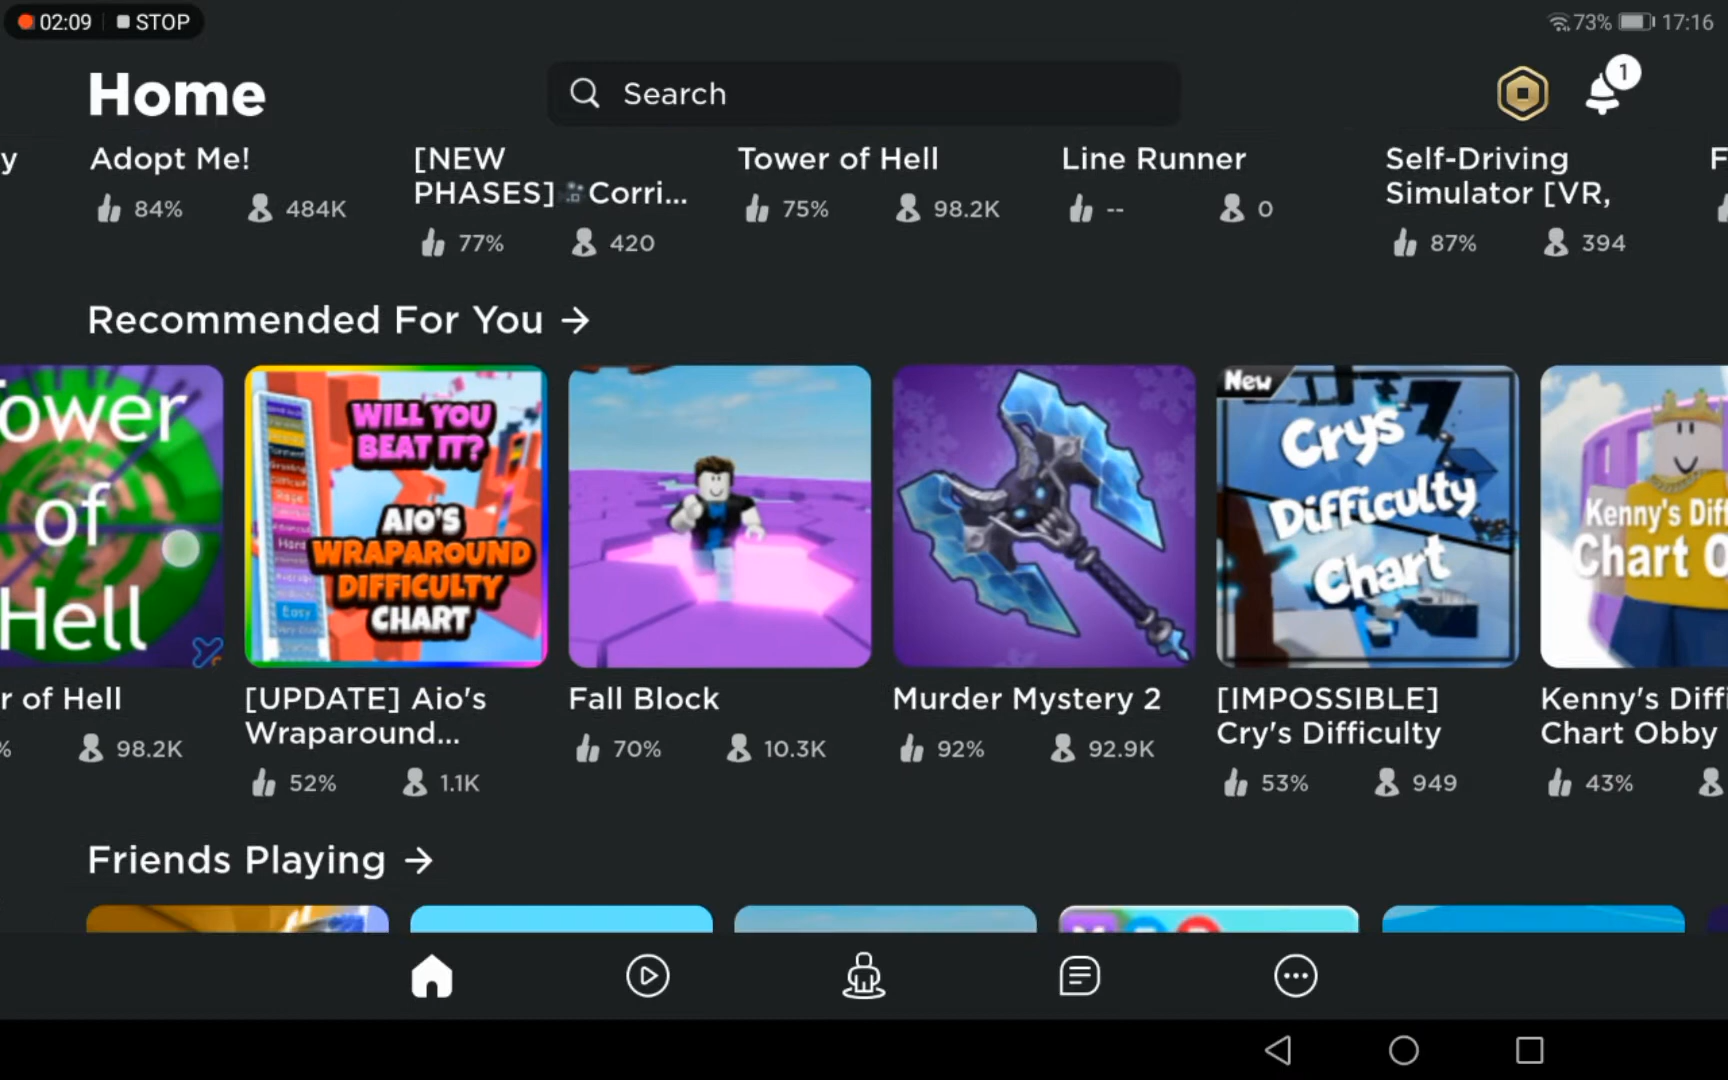 02:09 STOP 73% 17:16
Home Search 1
y Adopt Me! [NEW Tower of Hell Line Runner Self-Driving F
PHASES] Corri... Simulator [VR,
84% 484K 75% 98.2K -- 0
77% 420 87% 394
Recommended For You →
ower
of
Hell
WILL YOU
BEAT IT?
AIO'S
WRAPAROUND
DIFFICULTY
CHART
Hard
Easy
New
Crys
Difficulty
Chart
Kenny's Diff
Chart O
r of Hell [UPDATE] Aio's Fall Block Murder Mystery 2 [IMPOSSIBLE] Kenny's Diffi
Wraparound... Cry's Difficulty Chart Obby
% 98.2K 70% 10.3K 92% 92.9K
52% 1.1K 53% 949 43%
Friends Playing →